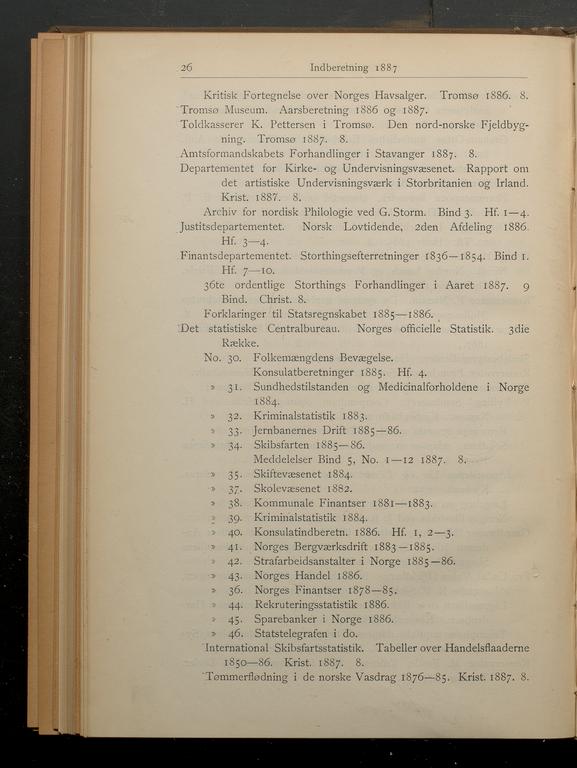 26 Indberetning 1887
Kritisk Fortegnelse over Norges Havsalger. Tromsø 1886. 8.
Tromsø Museum. Aarsberetning 1886 og 1887.
Toldkasserer K. Pettersen i Tromsø. Den nord-norske Fjeldbyg-
ning. Tromsø 1887. 8.
Amtsformandskabets Forhandlinger i Stavanger 1887. 8.
Departementet for Kirke- og Undervisningsvæsenet. Rapport om
det artistiske Undervisningsværk i Storbritanien og Irland.
Krist. 1887. 8.
Archiv for nordisk Philologie ved G. Storm. Bind 3. Hf. 1—4.
Justitsdepartementet. Norsk Lovtidende, 2den Afdeling 1886.
Hf. 3—4.
Finantsdepartementet. Storthingsefterretninger 1836—1854. Bind 1.
Hf. 7—10.
36te ordentlige Storthings Forhandlinger i Aaret 1887. 9
Bind. Christ. 8.
Forklaringer til Statsregnskabet 1885—1886.
Det statistiske Centralbureau. Norges officielle Statistik. 3die
Række.
No. 30. Folkemængdens Bevægelse.
Konsulatberetninger 1885. Hf. 4.
» 31. Sundhedstilstanden og Medicinalforholdene i Norge
1884.
» 32. Kriminalstatistik 1883.
» 33. Jernbanernes Drift 1885—86.
» 34. Skibsfarten 1885—86.
Meddelelser Bind 5, No. 1—12 1887. 8.
» 35. Skiftevæsenet 1884.
» 37. Skolevæsenet 1882.
» 38. Kommunale Finantser 1881—1883.
» 39. Kriminalstatistik 1884.
» 40. Konsulatindberetn. 1886. Hf. 1, 2—3.
» 41. Norges Bergværksdrift 1883—1885.
» 42. Strafarbeidsanstalter i Norge 1885—86.
» 43. Norges Handel 1886.
» 36. Norges Finantser 1878—85.
» 44. Rekruteringsstatistik 1886.
» 45. Sparebanker i Norge 1886.
» 46. Statstelegrafen i do.
International Skibsfartsstatistik. Tabeller over Handelsflaaderne
1850—86. Krist. 1887. 8.
Tømmerflødning i de norske Vasdrag 1876—85. Krist. 1887. 8.